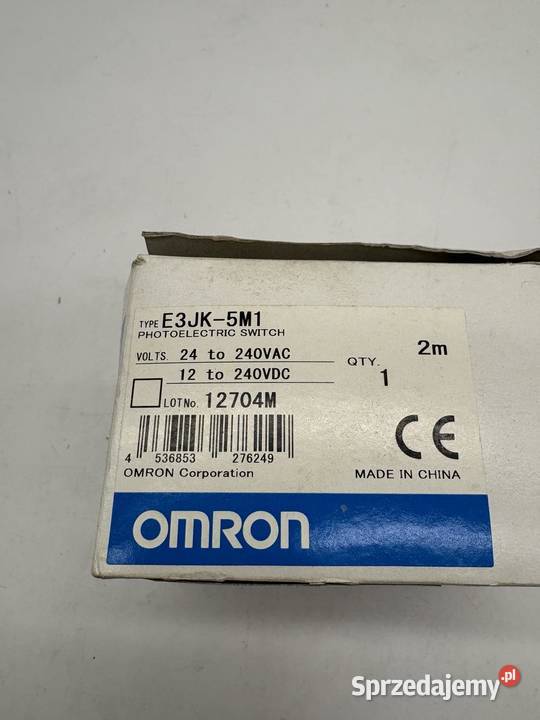 TYPE E3JK-5M1
PHOTOELECTRIC SWITCH
VOLTS. 24 to 240VAC
12 to 240VDC
QTY. 1
2m
LOT No. 12704M
4 536853 276249
CE
OMRON Corporation
MADE IN CHINA
OMRON
Sprzedajemy.pl